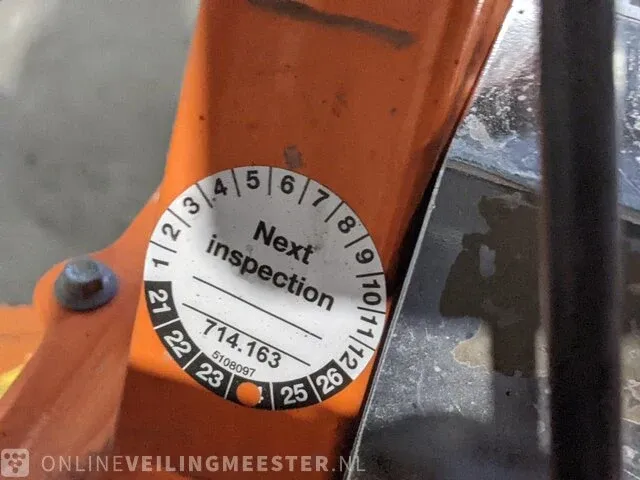 1 2 3 4 5 6 7 8 9 10 11 12
Next
inspection
714.163
5108097
21 22 23 25 26
ONLINEVEILINGMEESTER.NL